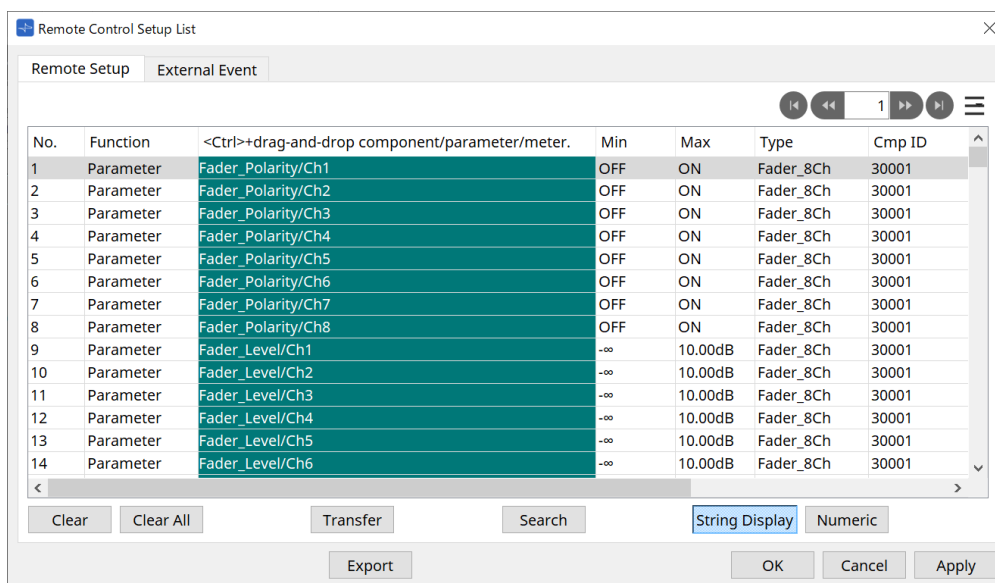 Remote Control Setup List
Remote Setup External Event
1
No. Function <Ctrl>+drag-and-drop component/parameter/meter. Min Max Type Cmp ID
1 Parameter Fader_Polarity/Ch1 OFF ON Fader_8Ch 30001
2 Parameter Fader_Polarity/Ch2 OFF ON Fader_8Ch 30001
3 Parameter Fader_Polarity/Ch3 OFF ON Fader_8Ch 30001
4 Parameter Fader_Polarity/Ch4 OFF ON Fader_8Ch 30001
5 Parameter Fader_Polarity/Ch5 OFF ON Fader_8Ch 30001
6 Parameter Fader_Polarity/Ch6 OFF ON Fader_8Ch 30001
7 Parameter Fader_Polarity/Ch7 OFF ON Fader_8Ch 30001
8 Parameter Fader_Polarity/Ch8 OFF ON Fader_8Ch 30001
9 Parameter Fader_Level/Ch1 -∞ 10.00dB Fader_8Ch 30001
10 Parameter Fader_Level/Ch2 -∞ 10.00dB Fader_8Ch 30001
11 Parameter Fader_Level/Ch3 -∞ 10.00dB Fader_8Ch 30001
12 Parameter Fader_Level/Ch4 -∞ 10.00dB Fader_8Ch 30001
13 Parameter Fader_Level/Ch5 -∞ 10.00dB Fader_8Ch 30001
14 Parameter Fader_Level/Ch6 -∞ 10.00dB Fader_8Ch 30001
Clear Clear All Transfer Search String Display Numeric
Export OK Cancel Apply